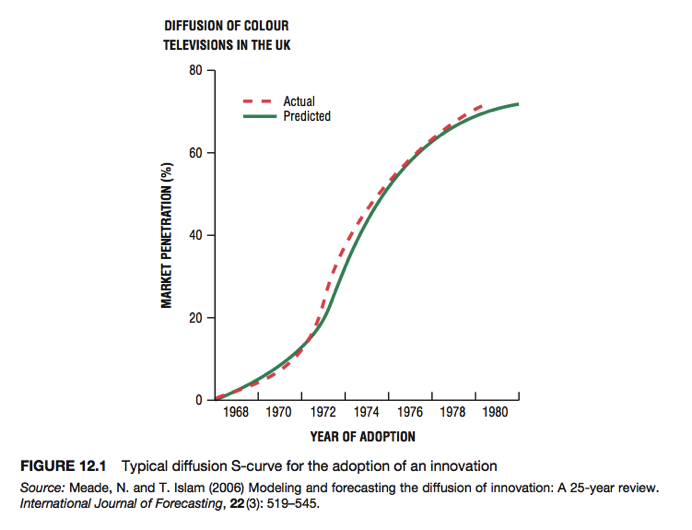 DIFFUSION OF COLOUR
TELEVISIONS IN THE UK
80
Actual
Predicted
60
MARKET PENETRATION (%)
40
20
0
1968 1970 1972 1974 1976 1978 1980
YEAR OF ADOPTION
FIGURE 12.1 Typical diffusion S-curve for the adoption of an innovation
Source: Meade, N. and T. Islam (2006) Modeling and forecasting the diffusion of innovation: A 25-year review.
International Journal of Forecasting, 22(3): 519–545.